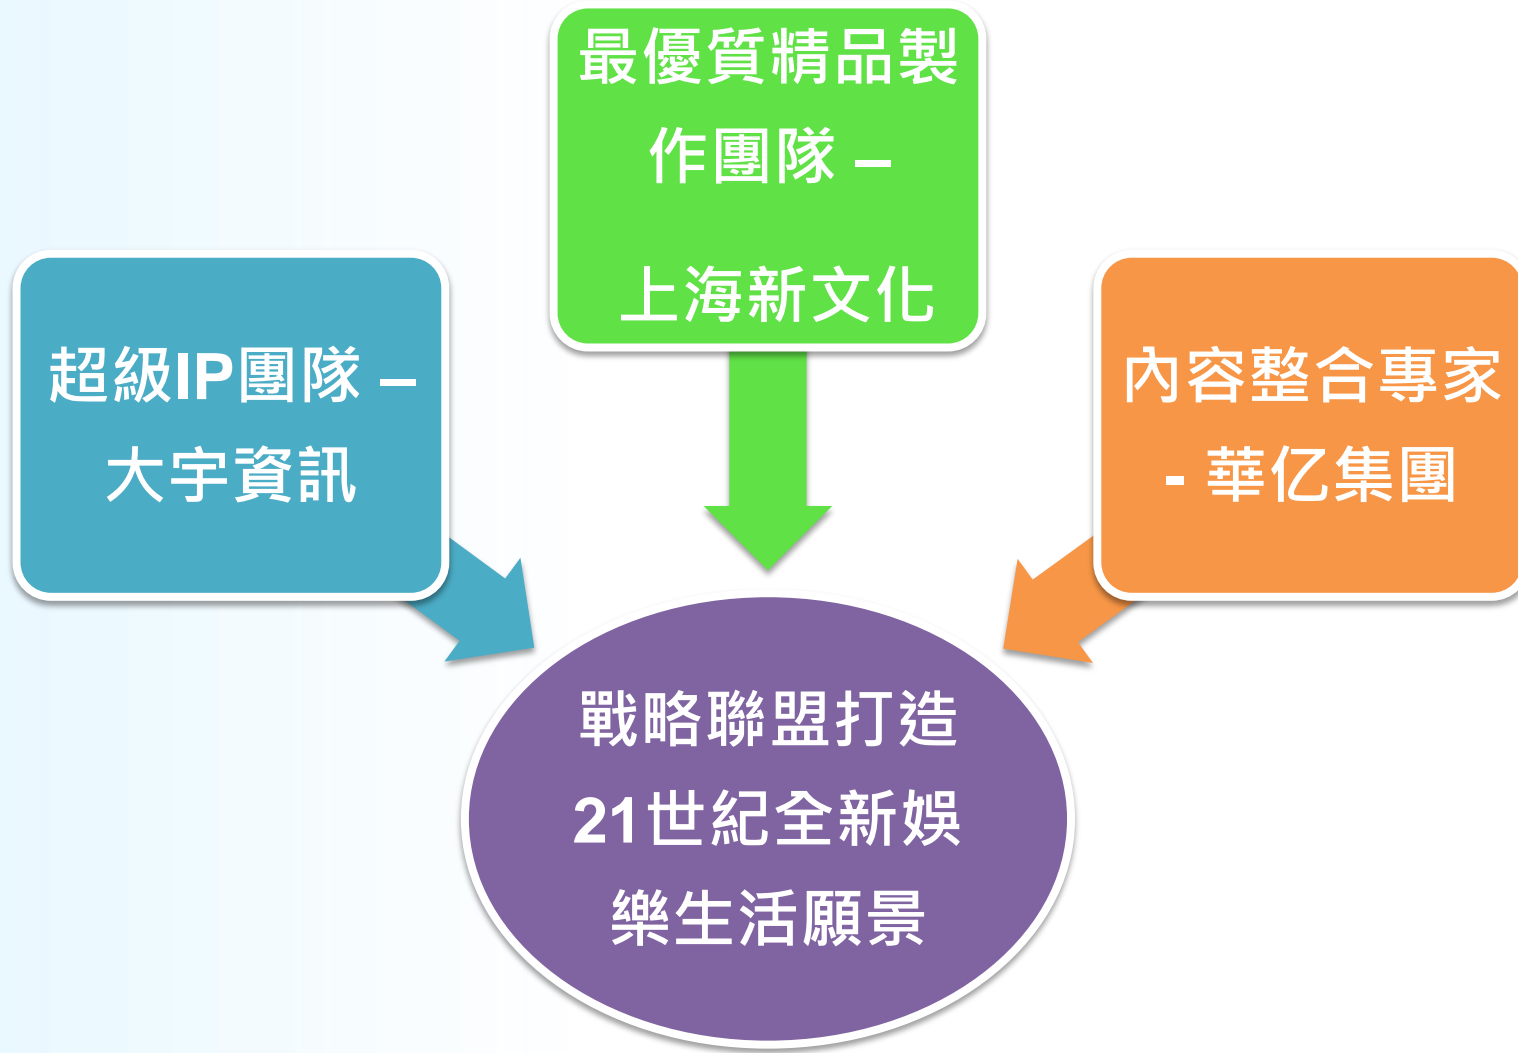 最優質精品製
作團隊 –
上海新文化
超級IP團隊 –
大宇資訊
內容整合專家
- 華亿集團
戰略聯盟打造
21世紀全新娛
樂生活願景